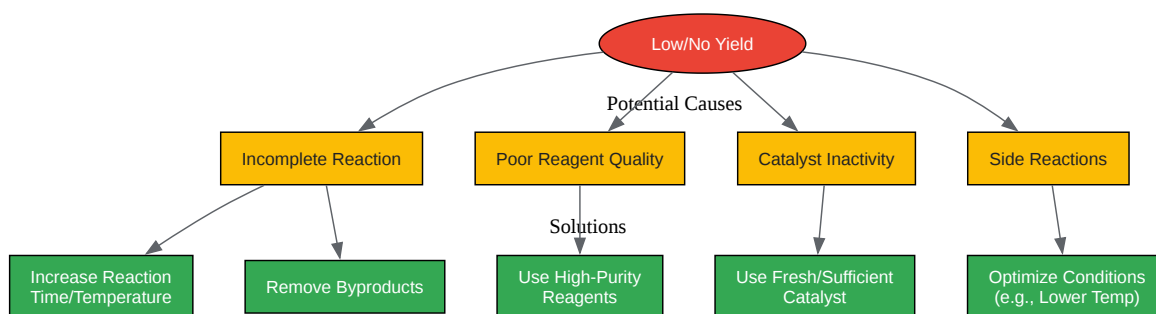 Low/No Yield
Potential Causes
Incomplete Reaction
Poor Reagent Quality
Catalyst Inactivity
Side Reactions
Solutions
Increase Reaction
Time/Temperature
Remove Byproducts
Use High-Purity
Reagents
Use Fresh/Sufficient
Catalyst
Optimize Conditions
(e.g., Lower Temp)